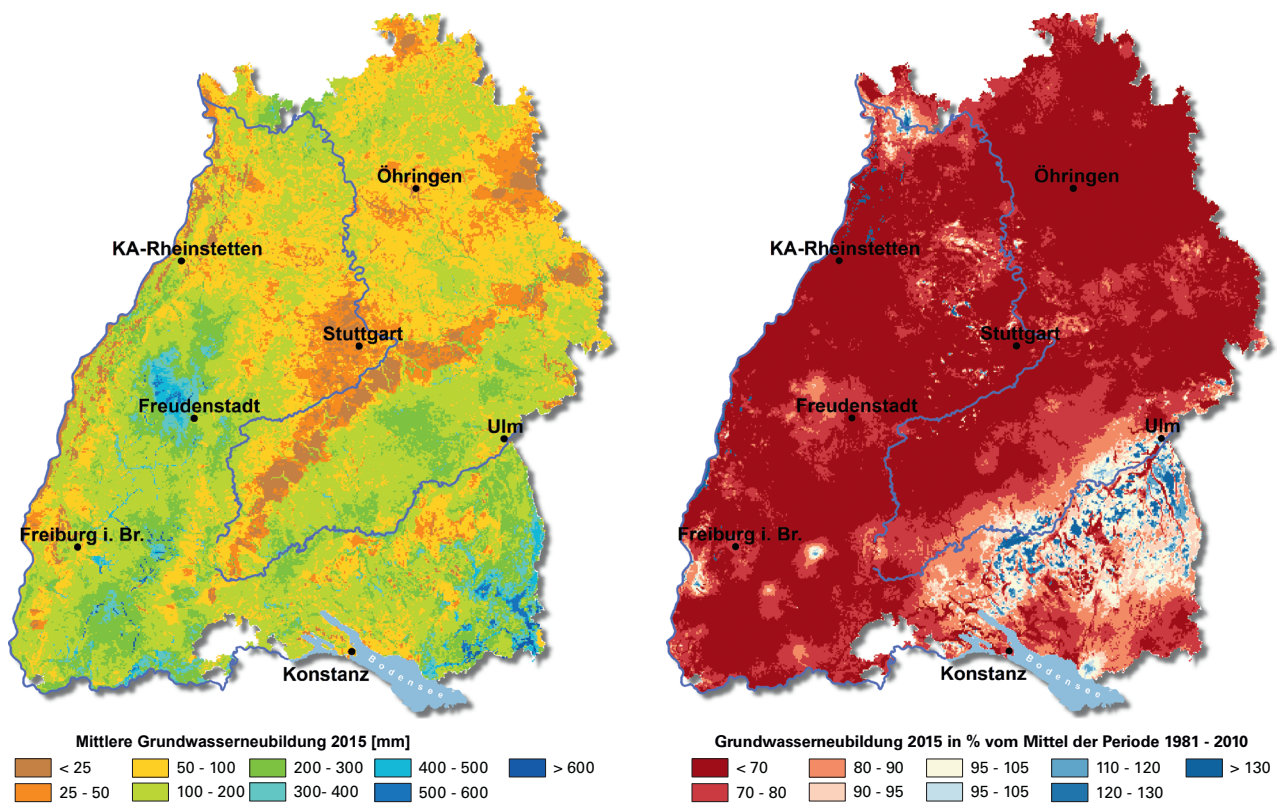 Öhringen
KA-Rheinstetten
Stuttgart
Freudenstadt
Ulm
Freiburg i. Br.
Konstanz
Bodensee
Mittlere Grundwasserneubildung 2015 [mm]
< 25
50 - 100
200 - 300
400 - 500
> 600
25 - 50
100 - 200
300- 400
500 - 600
Öhringen
KA-Rheinstetten
Stuttgart
Freudenstadt
Ulm
Freiburg i. Br.
Konstanz
Bodensee
Grundwasserneubildung 2015 in % vom Mittel der Periode 1981 - 2010
< 70
80 - 90
95 - 105
110 - 120
> 130
70 - 80
90 - 95
95 - 105
120 - 130